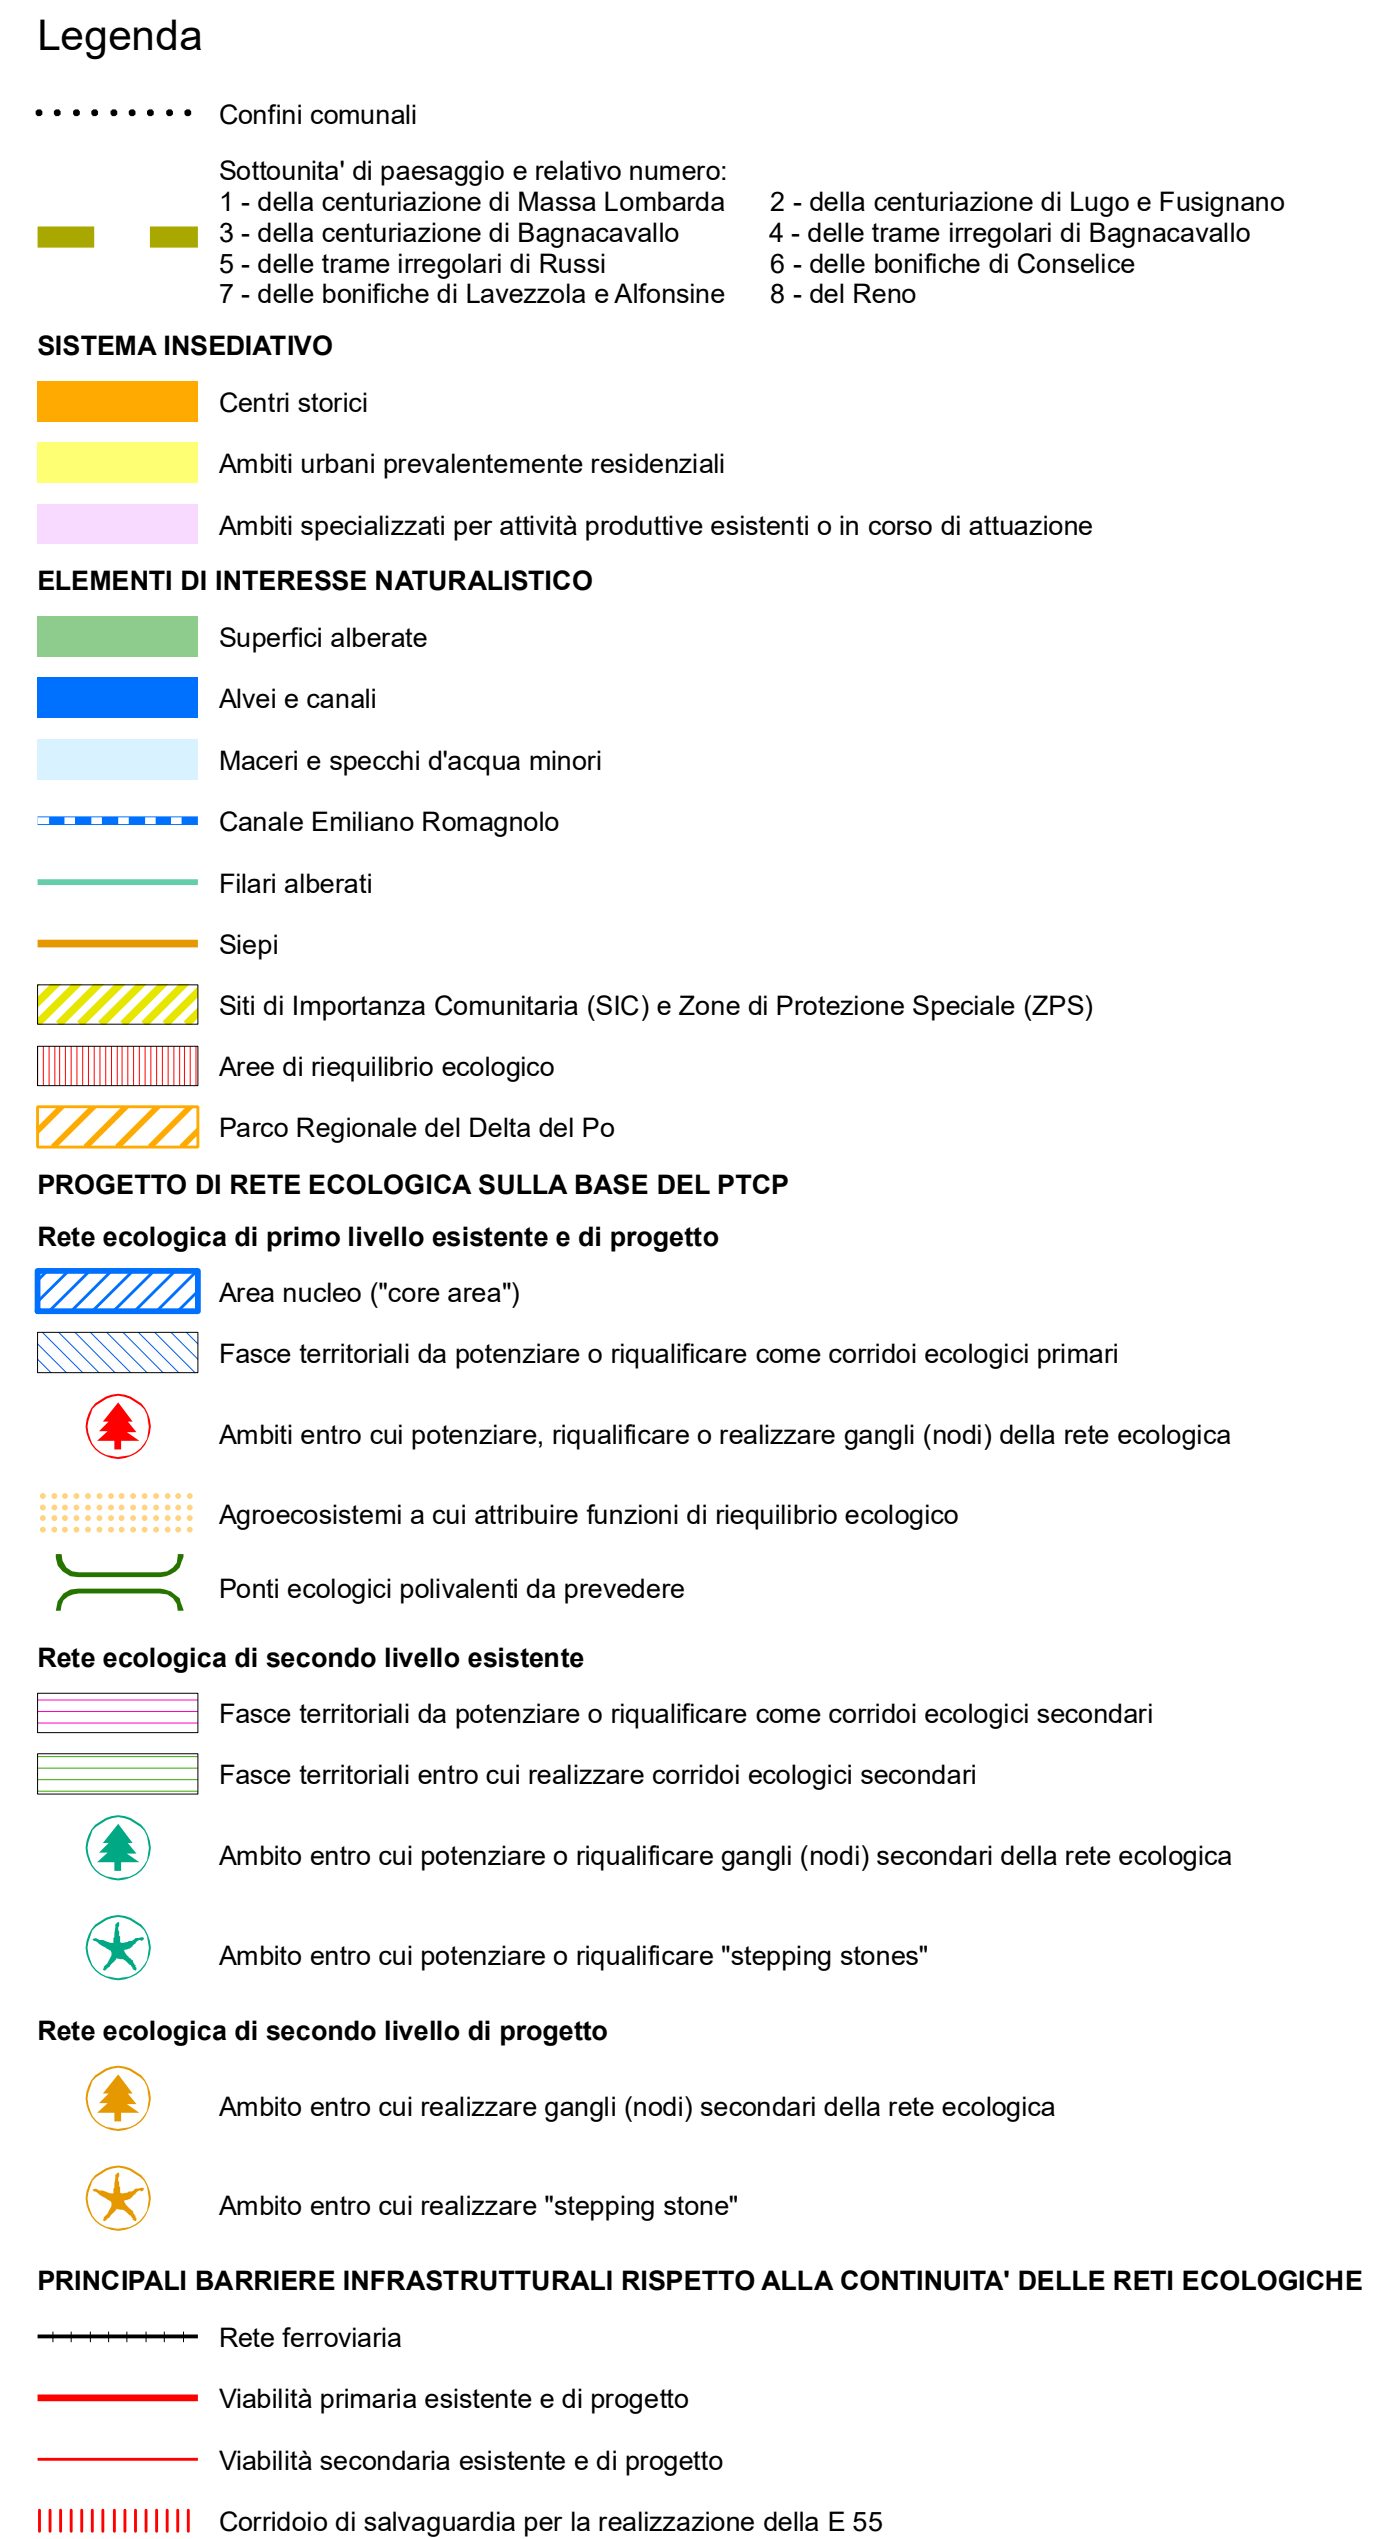 Legenda
Confini comunali
Sottounita' di paesaggio e relativo numero:
1 - della centuriazione di Massa Lombarda 2 - della centuriazione di Lugo e Fusignano
3 - della centuriazione di Bagnacavallo 4 - delle trame irregolari di Bagnacavallo
5 - delle trame irregolari di Russi 6 - delle bonifiche di Conselice
7 - delle bonifiche di Lavezzola e Alfonsine 8 - del Reno
SISTEMA INSEDIATIVO
Centri storici
Ambiti urbani prevalentemente residenziali
Ambiti specializzati per attività produttive esistenti o in corso di attuazione
ELEMENTI DI INTERESSE NATURALISTICO
Superfici alberate
Alvei e canali
Maceri e specchi d'acqua minori
Canale Emiliano Romagnolo
Filari alberati
Siepi
Siti di Importanza Comunitaria (SIC) e Zone di Protezione Speciale (ZPS)
Aree di riequilibrio ecologico
Parco Regionale del Delta del Po
PROGETTO DI RETE ECOLOGICA SULLA BASE DEL PTCP
Rete ecologica di primo livello esistente e di progetto
Area nucleo ("core area")
Fasce territoriali da potenziare o riqualificare come corridoi ecologici primari
Ambiti entro cui potenziare, riqualificare o realizzare gangli (nodi) della rete ecologica
Agroecosistemi a cui attribuire funzioni di riequilibrio ecologico
Ponti ecologici polivalenti da prevedere
Rete ecologica di secondo livello esistente
Fasce territoriali da potenziare o riqualificare come corridoi ecologici secondari
Fasce territoriali entro cui realizzare corridoi ecologici secondari
Ambito entro cui potenziare o riqualificare gangli (nodi) secondari della rete ecologica
Ambito entro cui potenziare o riqualificare "stepping stones"
Rete ecologica di secondo livello di progetto
Ambito entro cui realizzare gangli (nodi) secondari della rete ecologica
Ambito entro cui realizzare "stepping stone"
PRINCIPALI BARRIERE INFRASTRUTTURALI RISPETTO ALLA CONTINUITA' DELLE RETI ECOLOGICHE
Rete ferroviaria
Viabilità primaria esistente e di progetto
Viabilità secondaria esistente e di progetto
Corridoio di salvaguardia per la realizzazione della E 55